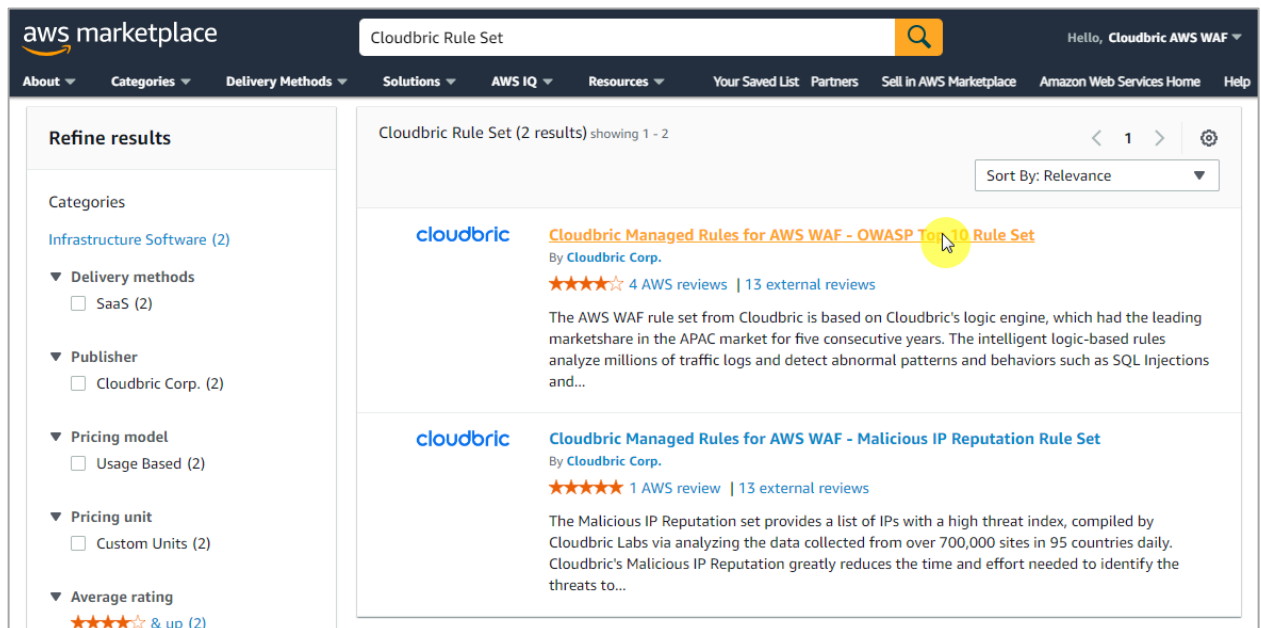 aws marketplace
Cloudbric Rule Set
Hello, Cloudbric AWS WAF
About Categories Delivery Methods Solutions AWS IQ Resources Your Saved List Partners Sell in AWS Marketplace Amazon Web Services Home Help
Refine results
Categories
Infrastructure Software (2)
Delivery methods
SaaS (2)
Publisher
Cloudbric Corp. (2)
Pricing model
Usage Based (2)
Pricing unit
Custom Units (2)
Average rating
& up (2)
Cloudbric Rule Set (2 results) showing 1 - 2
1
Sort By: Relevance
cloudbric
Cloudbric Managed Rules for AWS WAF - OWASP Top 10 Rule Set
By Cloudbric Corp.
4 AWS reviews | 13 external reviews
The AWS WAF rule set from Cloudbric is based on Cloudbric's logic engine, which had the leading
marketshare in the APAC market for five consecutive years. The intelligent logic-based rules
analyze millions of traffic logs and detect abnormal patterns and behaviors such as SQL Injections
and...
cloudbric
Cloudbric Managed Rules for AWS WAF - Malicious IP Reputation Rule Set
By Cloudbric Corp.
1 AWS review | 13 external reviews
The Malicious IP Reputation set provides a list of IPs with a high threat index, compiled by
Cloudbric Labs via analyzing the data collected from over 700,000 sites in 95 countries daily.
Cloudbric's Malicious IP Reputation greatly reduces the time and effort needed to identify the
threats to...